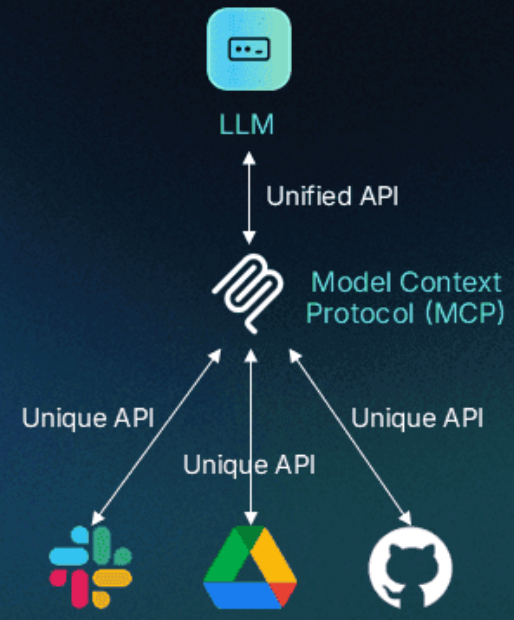 LLM
Unified API
Model Context
Protocol (MCP)
Unique API
Unique API
Unique API